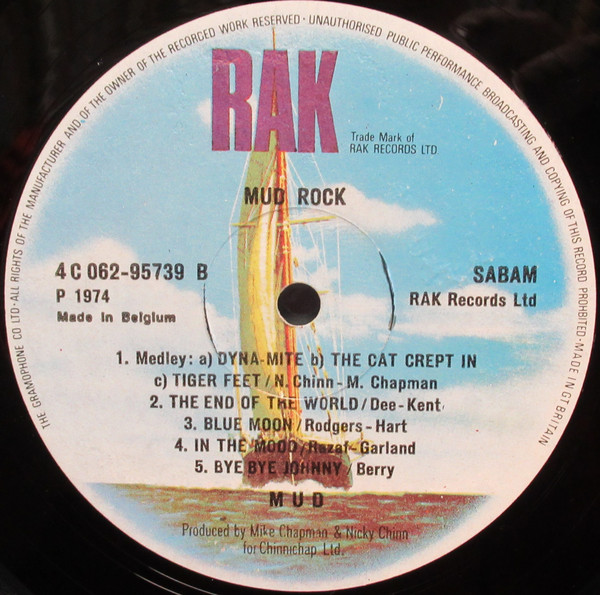 THE GRAMOPHONE CO LTD·ALL RIGHTS OF THE MANUFACTURER AND OF THE OWNER OF THE RECORDED WORK RESERVED·UNAUTHORISED PUBLIC PERFORMANCE BROADCASTING AND COPYING OF THIS RECORD PROHIBITED·MADE IN GT BRITAIN
RAK
Trade Mark of
RAK RECORDS LTD
MUD ROCK
4 C 062-95739 B
SABAM
P 1974
RAK Records Ltd
Made in Belgium
1. Medley: a) DYNA-MITE b) THE CAT CREPT IN
c) TIGER FEET / N. Chinn - M. Chapman
2. THE END OF THE WORLD / Dee-Kent
3. BLUE MOON / Rodgers - Hart
4. IN THE MOOD / Razaf - Garland
5. BYE BYE JOHNNY / Berry
MUD
Produced by Mike Chapman & Nicky Chinn
for Chinnichap Ltd.